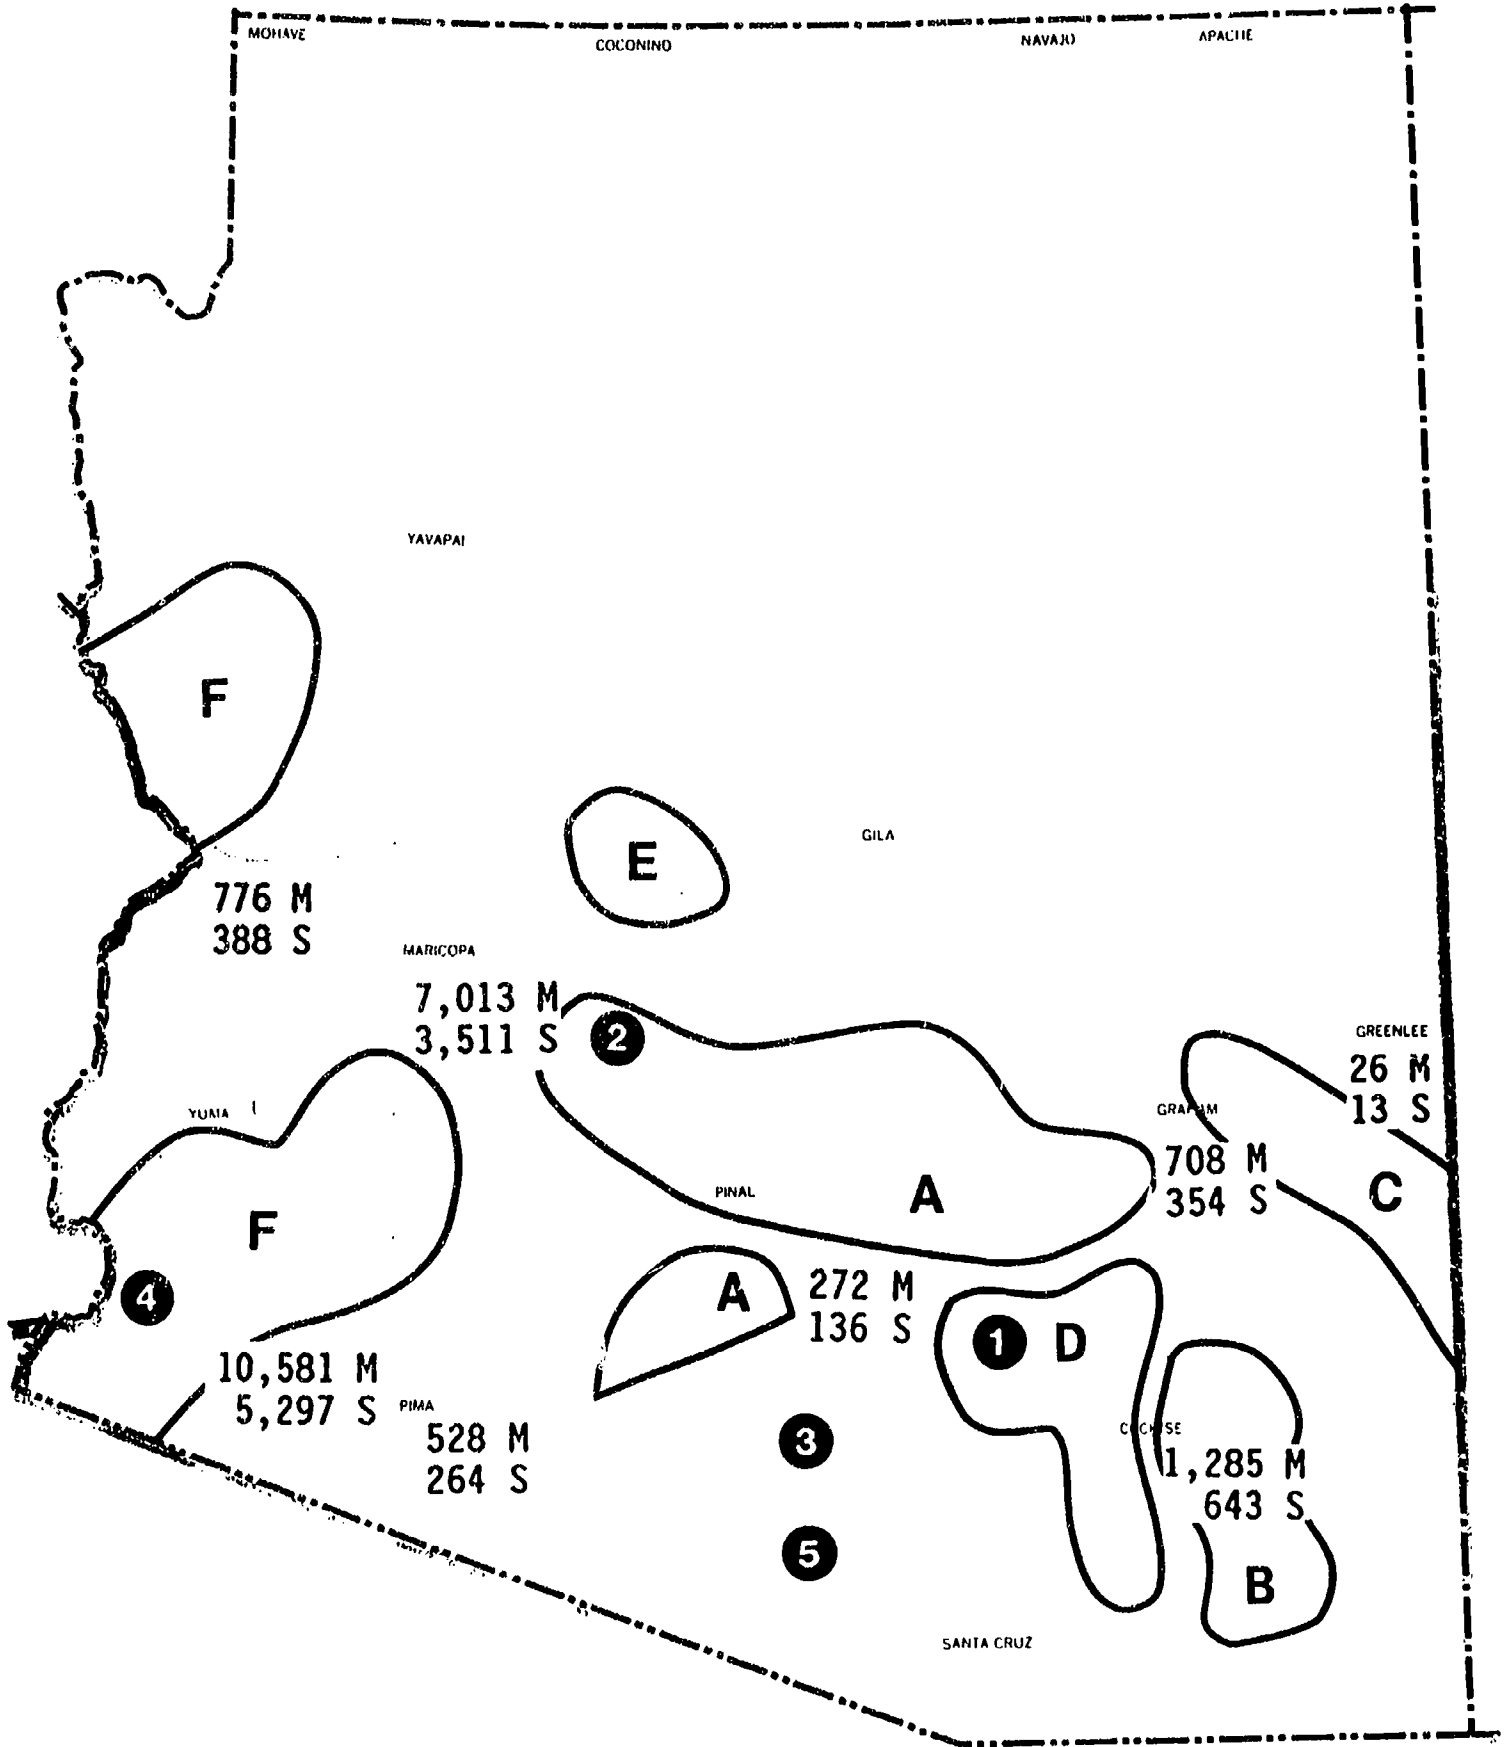 MOHAVE
COCONINO
NAVAJO
APACHE
YAVAPAI
F
E
GILA
776 M
388 S
MARICOPA
7,013 M
3,511 S
2
GREENLEE
26 M
13 S
YUMA
GRAHAM
708 M
354 S
C
PINAL
A
F
4
A
272 M
136 S
1
D
10,581 M
5,297 S
PIMA
528 M
264 S
3
COCHISE
1,285 M
643 S
5
B
SANTA CRUZ